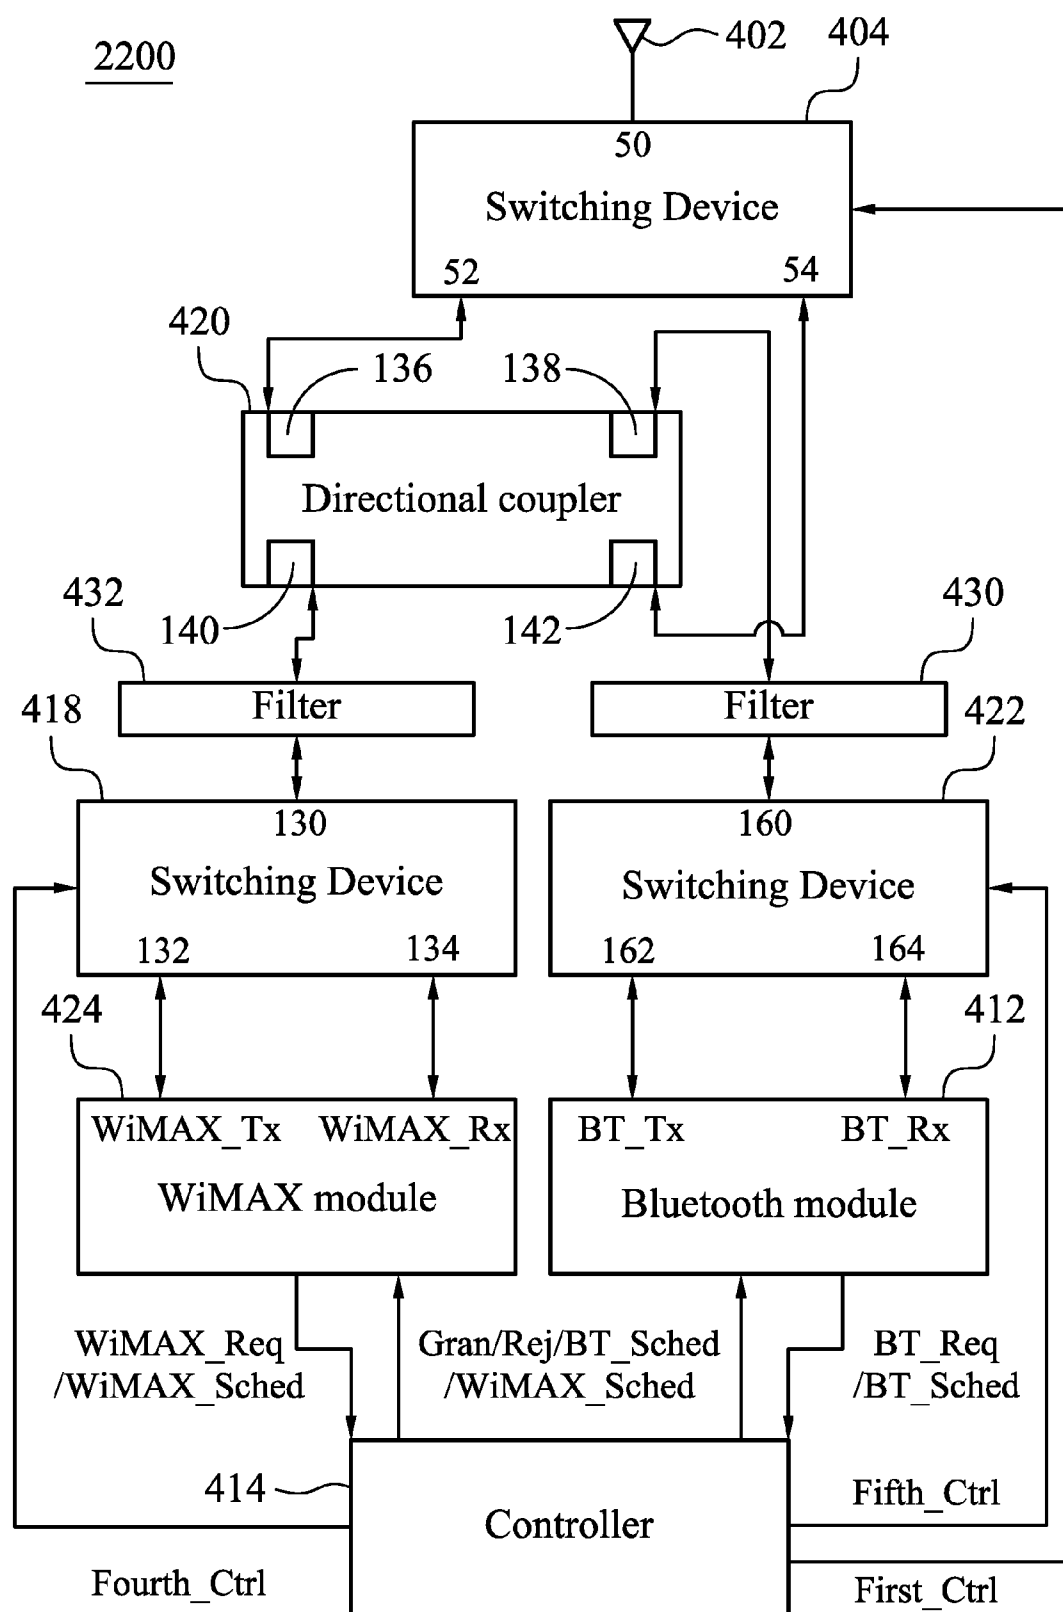 2200
402
404
50
Switching Device
52
54
420
136
138
Directional coupler
140
142
432
430
Filter
Filter
418
422
130
160
Switching Device
Switching Device
132
134
162
164
424
412
WiMAX_Tx
WiMAX_Rx
BT_Tx
BT_Rx
WiMAX module
Bluetooth module
WiMAX_Req
/WiMAX_Sched
Gran/Rej/BT_Sched
/WiMAX_Sched
BT_Req
/BT_Sched
414
Controller
Fifth_Ctrl
Fourth_Ctrl
First_Ctrl